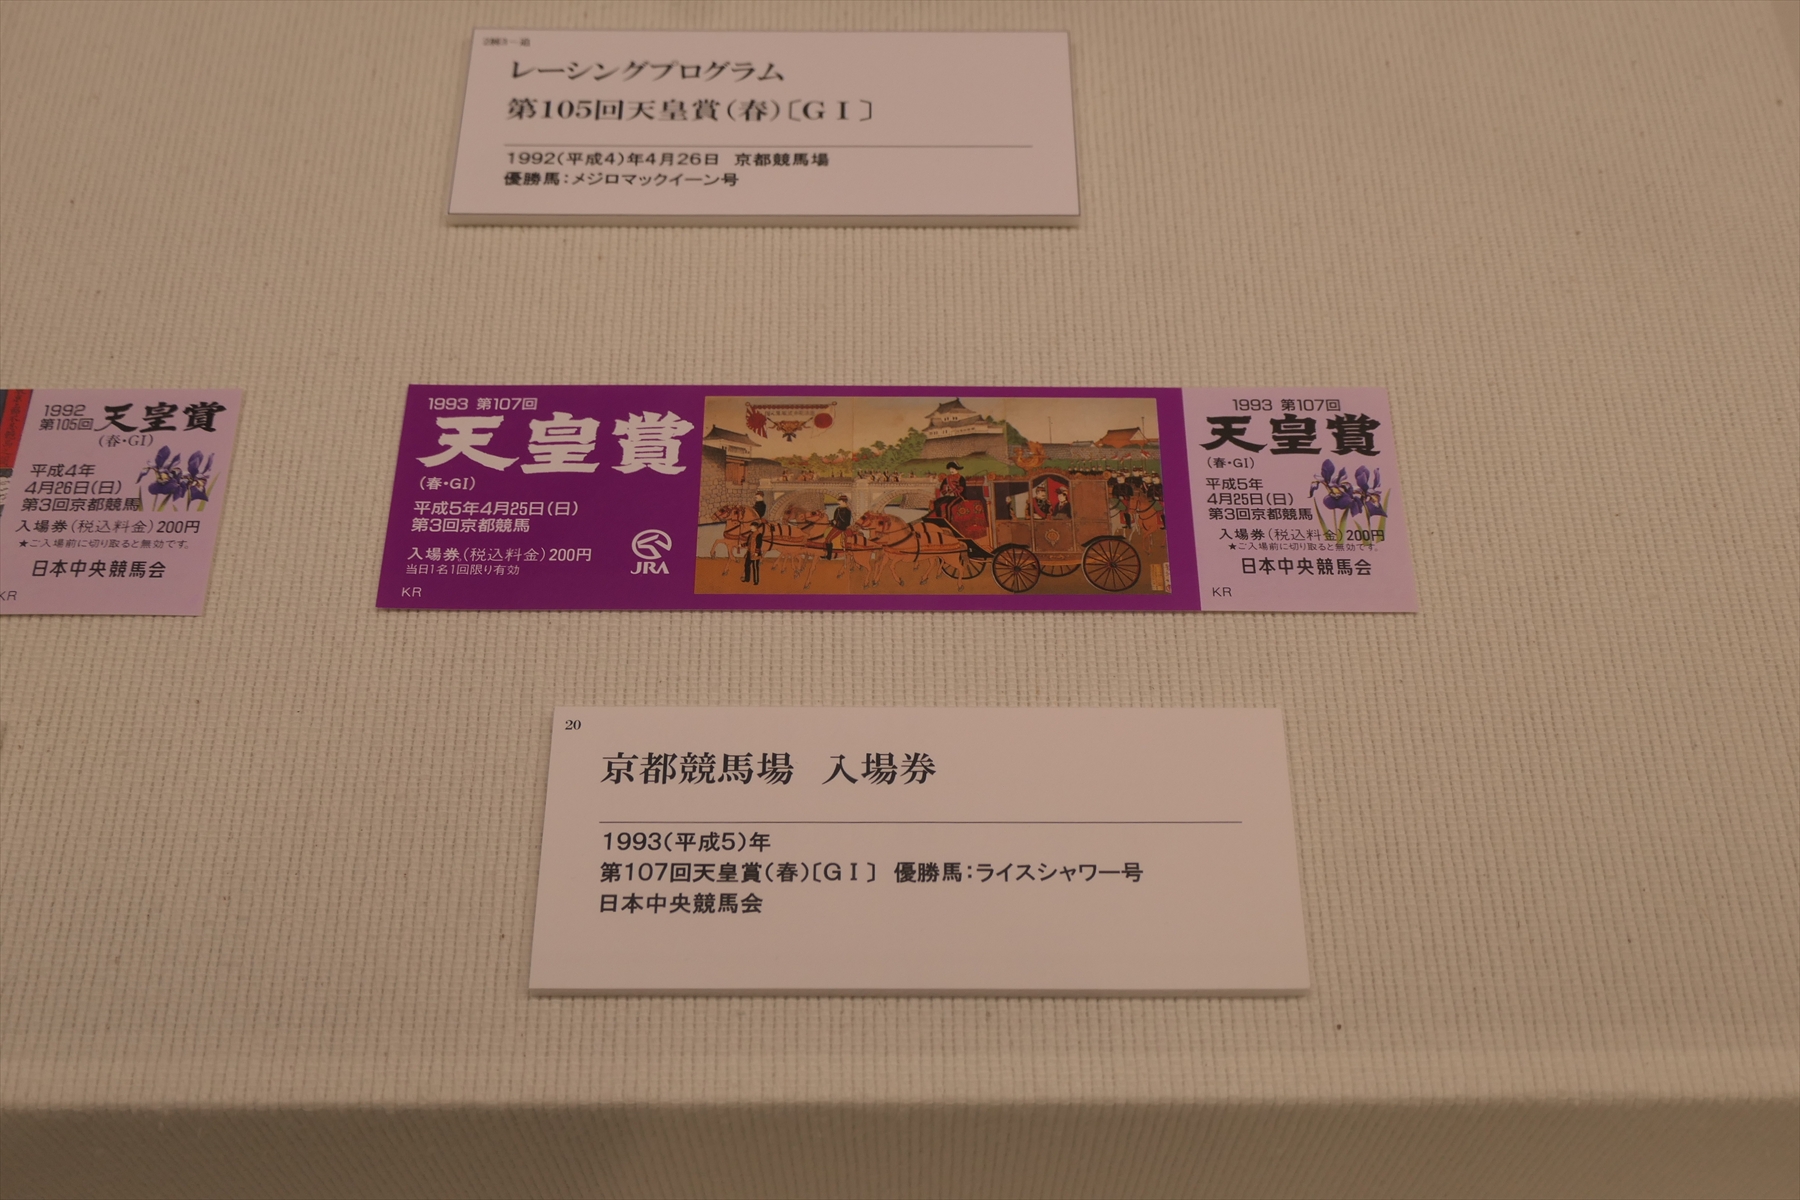 レーシングプログラム
第105回天皇賞（春）〔GⅠ〕
1992（平成4）年4月26日　京都競馬場
優勝馬：メジロマックイーン号
1992
第105回 天皇賞
（春・GI）
平成4年
4月26日（日）
第3回京都競馬
入場券（税込料金）200円
★ご入場前に切り取ると無効です。
日本中央競馬会
KR
1993 第107回
天皇賞
（春・GI）
平成5年4月25日（日）
第3回京都競馬
入場券（税込料金）200円
当日1名1回限り有効
JRA
KR
1993 第107回
天皇賞
（春・GI）
平成5年
4月25日（日）
第3回京都競馬
入場券（税込料金）200円
★ご入場前に切り取ると無効です。
日本中央競馬会
KR
20
京都競馬場　入場券
1993（平成5）年
第107回天皇賞（春）〔GⅠ〕　優勝馬：ライスシャワー号
日本中央競馬会